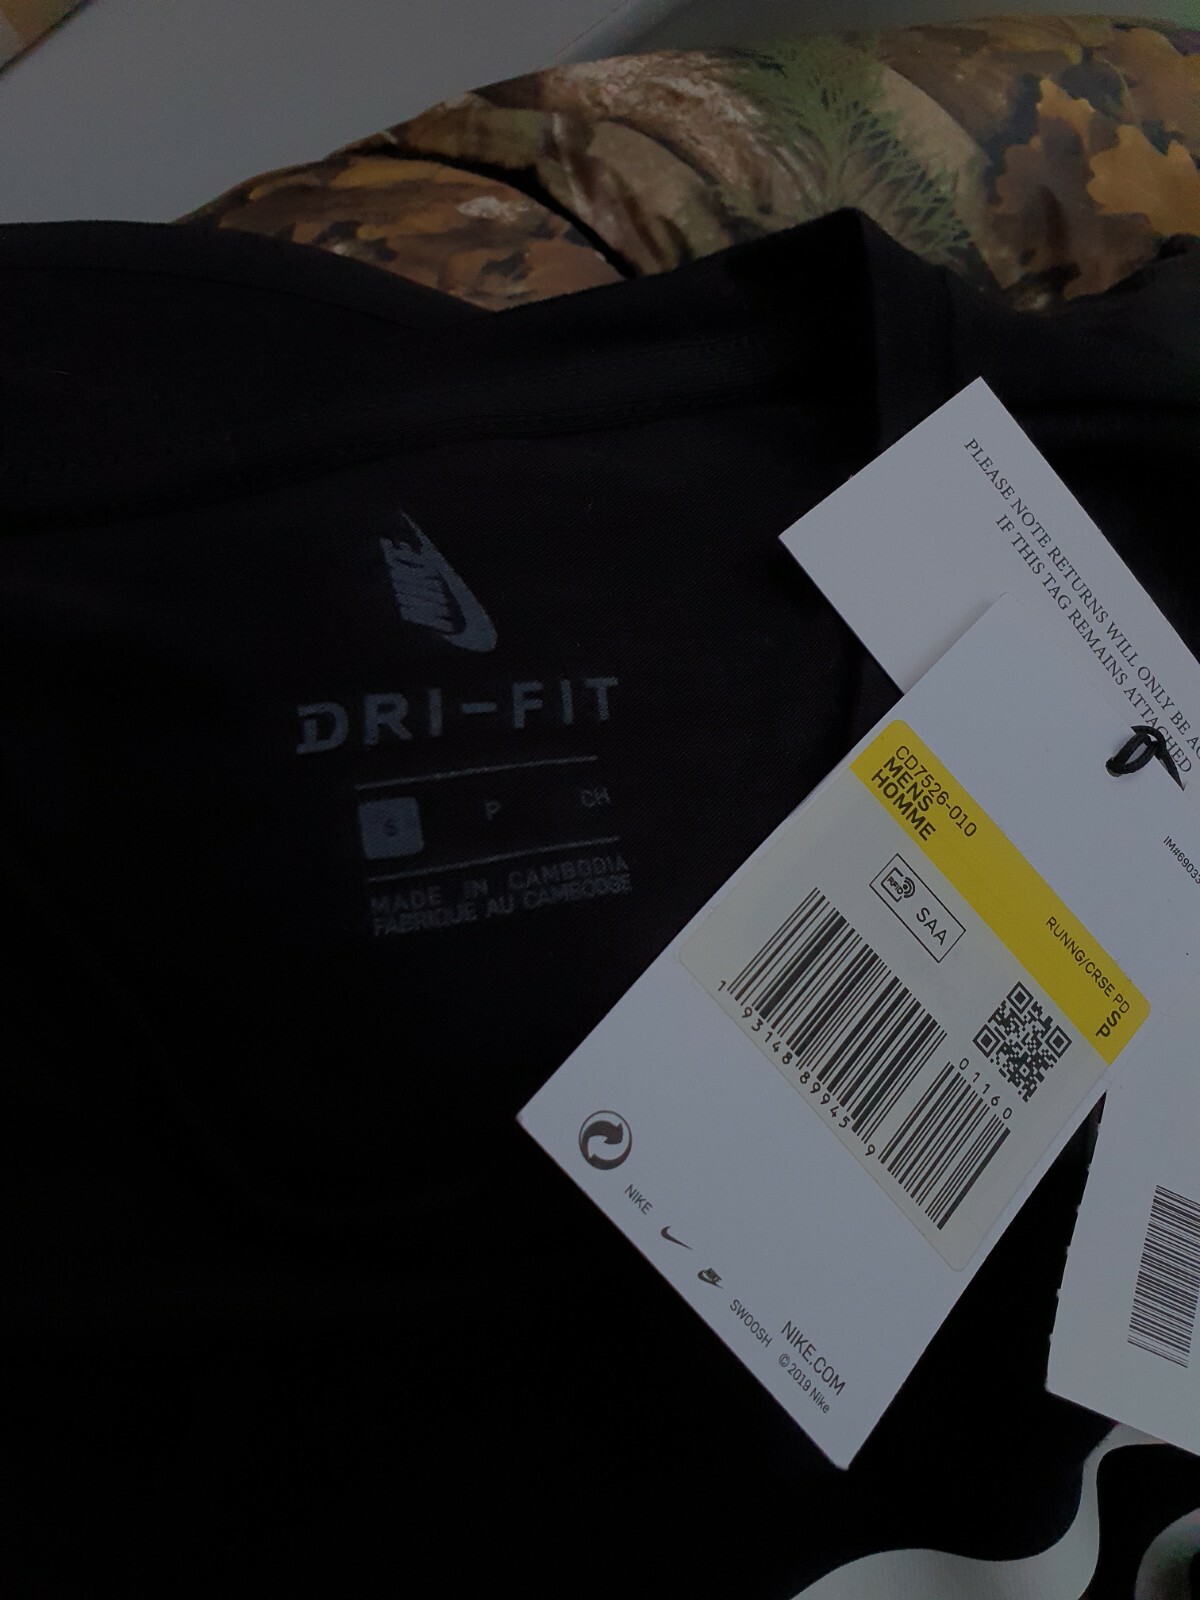 NIKE
DRI-FIT
S P CH
MADE IN CAMBODIA
FABRIQUE AU CAMBODGE
PLEASE NOTE RETURNS WILL ONLY BE
IF THIS TAG REMAINS ATTACHED
CD7526-010
MENS
HOMME
RUNNG/CRSE PD
S
P
RFID
SAA
1 93148 89945 9
01160
NIKE
SWOOSH
NIKE.COM
©2019 Nike